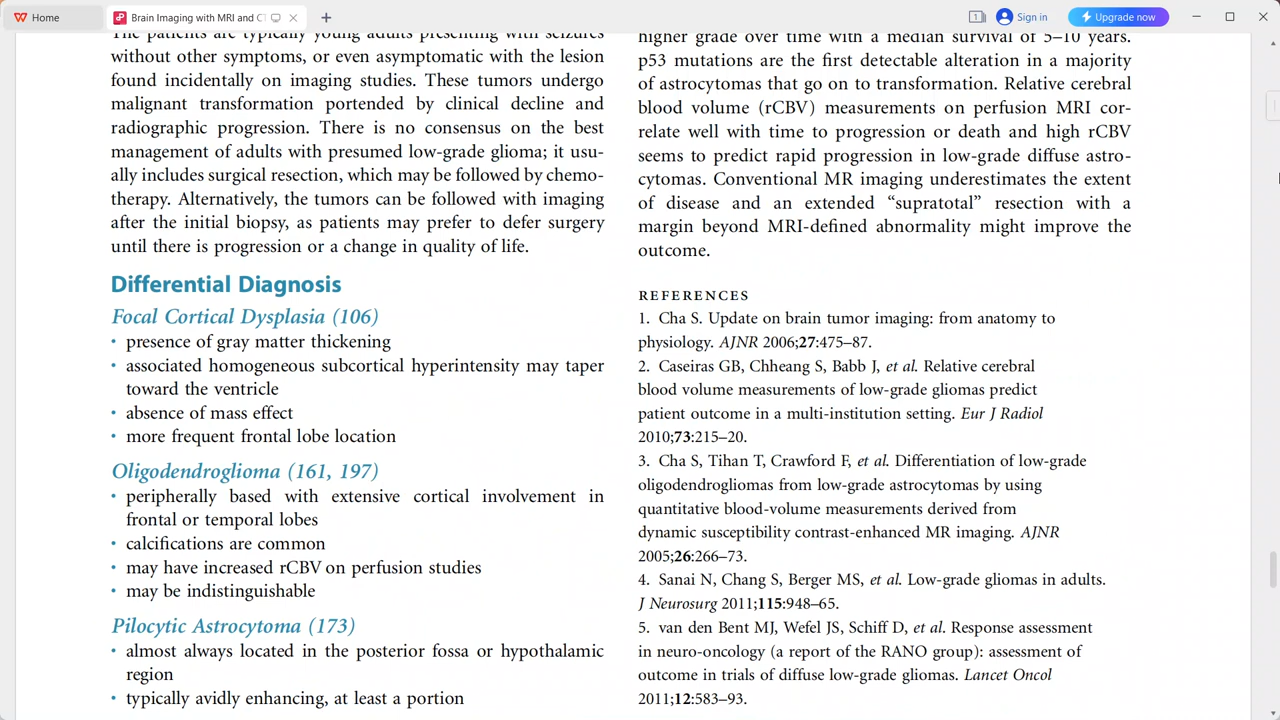 Home
Brain Imaging with MRI and C
Sign in
Upgrade now
The patients are typically young adults presenting with seizures
without other symptoms, or even asymptomatic with the lesion
found incidentally on imaging studies. These tumors undergo
malignant transformation portended by clinical decline and
radiographic progression. There is no consensus on the best
management of adults with presumed low-grade glioma; it usu-
ally includes surgical resection, which may be followed by chemo-
therapy. Alternatively, the tumors can be followed with imaging
after the initial biopsy, as patients may prefer to defer surgery
until there is progression or a change in quality of life.
Differential Diagnosis
Focal Cortical Dysplasia (106)
• presence of gray matter thickening
• associated homogeneous subcortical hyperintensity may taper
toward the ventricle
• absence of mass effect
• more frequent frontal lobe location
Oligodendroglioma (161, 197)
• peripherally based with extensive cortical involvement in
frontal or temporal lobes
• calcifications are common
• may have increased rCBV on perfusion studies
• may be indistinguishable
Pilocytic Astrocytoma (173)
• almost always located in the posterior fossa or hypothalamic
region
• typically avidly enhancing, at least a portion
higher grade over time with a median survival of 5–10 years.
p53 mutations are the first detectable alteration in a majority
of astrocytomas that go on to transformation. Relative cerebral
blood volume (rCBV) measurements on perfusion MRI cor-
relate well with time to progression or death and high rCBV
seems to predict rapid progression in low-grade diffuse astro-
cytomas. Conventional MR imaging underestimates the extent
of disease and an extended “supratotal” resection with a
margin beyond MRI-defined abnormality might improve the
outcome.
REFERENCES
1. Cha S. Update on brain tumor imaging: from anatomy to
physiology. AJNR 2006;27:475–87.
2. Caseiras GB, Chheang S, Babb J, et al. Relative cerebral
blood volume measurements of low-grade gliomas predict
patient outcome in a multi-institution setting. Eur J Radiol
2010;73:215–20.
3. Cha S, Tihan T, Crawford F, et al. Differentiation of low-grade
oligodendrogliomas from low-grade astrocytomas by using
quantitative blood-volume measurements derived from
dynamic susceptibility contrast-enhanced MR imaging. AJNR
2005;26:266–73.
4. Sanai N, Chang S, Berger MS, et al. Low-grade gliomas in adults.
J Neurosurg 2011;115:948–65.
5. van den Bent MJ, Wefel JS, Schiff D, et al. Response assessment
in neuro-oncology (a report of the RANO group): assessment of
outcome in trials of diffuse low-grade gliomas. Lancet Oncol
2011;12:583–93.